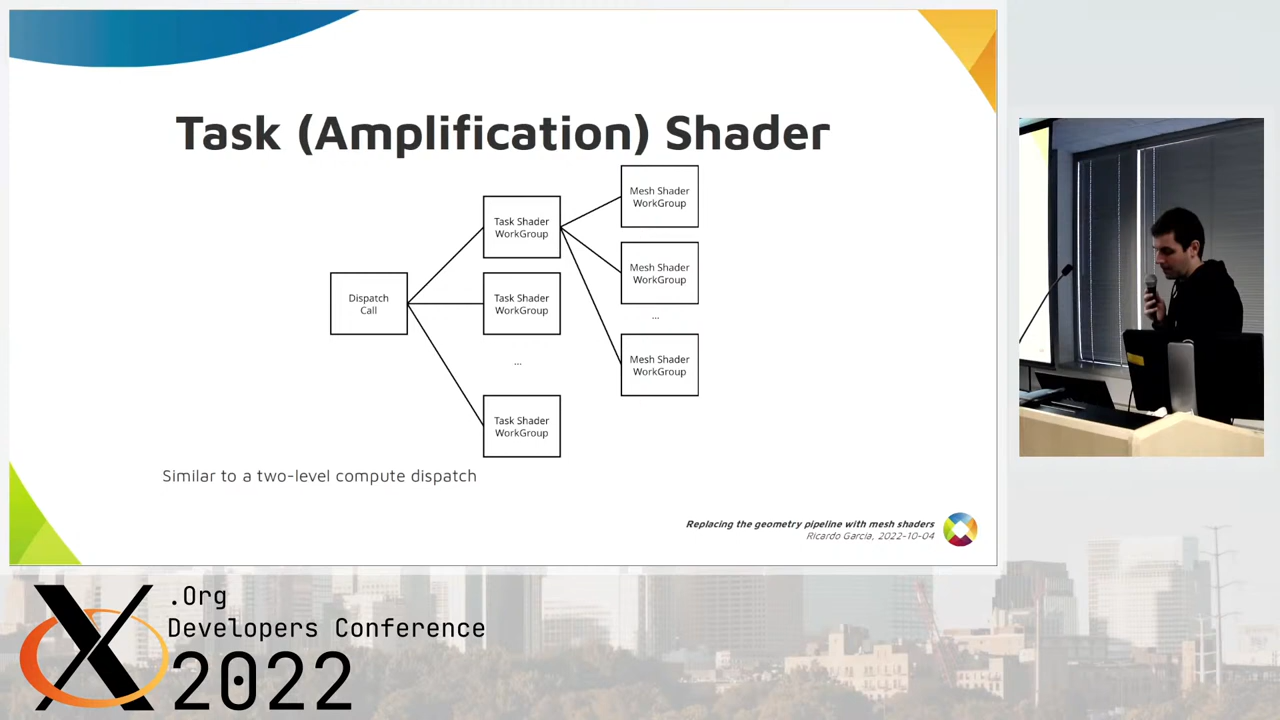 Task (Amplification) Shader
Dispatch
Call
Task Shader
WorkGroup
Task Shader
WorkGroup
...
Task Shader
WorkGroup
Mesh Shader
WorkGroup
Mesh Shader
WorkGroup
...
Mesh Shader
WorkGroup
Similar to a two-level compute dispatch
Replacing the geometry pipeline with mesh shaders
Ricardo Garcia, 2022-10-04
X.Org
Developers Conference
2022